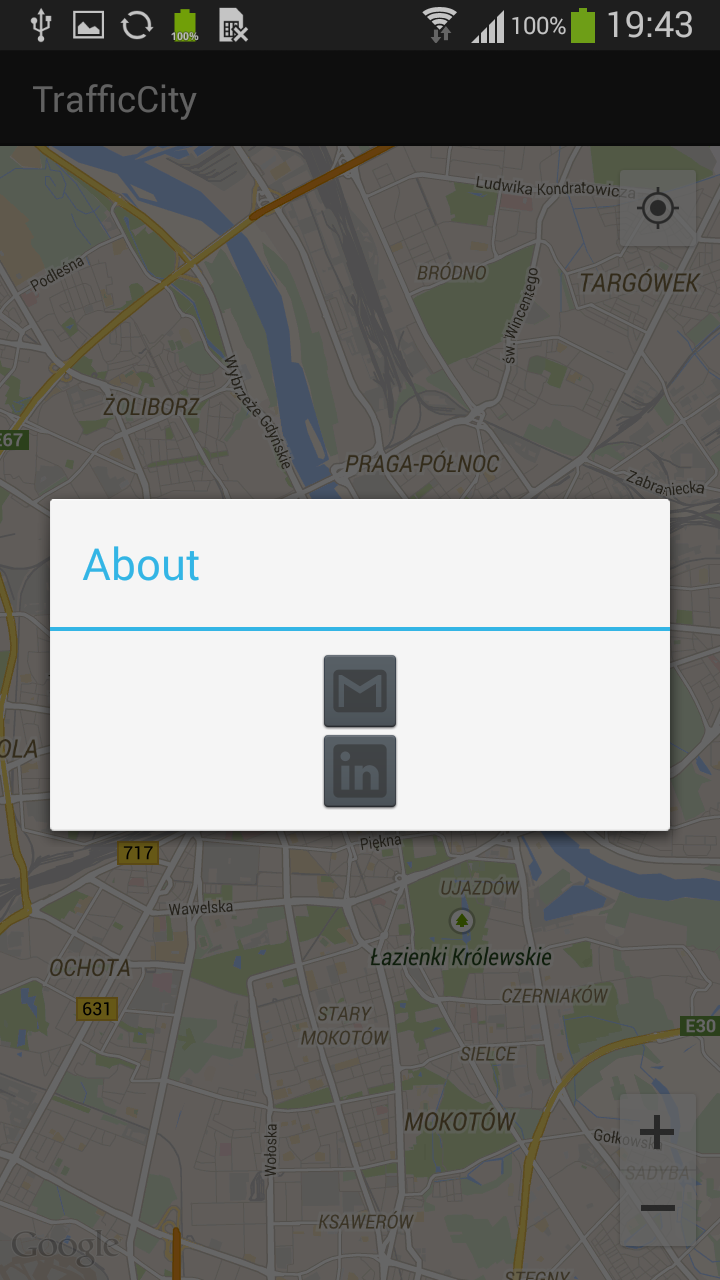 100% 100% 19:43
TrafficCity
Ludwika Kondratowicza
Podleśna
BRÓDNO
TARGÓWEK
św. Wincentego
ŻOLIBORZ
Wybrzeże Gdyńskie
E67
PRAGA-PÓŁNOC
Zabraniecka
About
in
OLA
Piękna
717
UJAZDÓW
Wawelska
Łazienki Królewskie
OCHOTA
CZERNIAKÓW
631
STARY
MOKOTÓW
E30
SIELCE
MOKOTÓW
Wołoska
Gołkowska
SADYBA
KSAWERÓW
Google
STEGNY